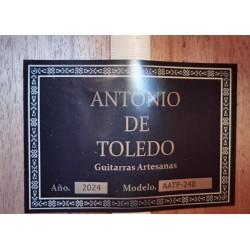 ANTONIO
DE
TOLEDO
Guitarras Artesanas
Año. 2024 Modelo. AATF-24B